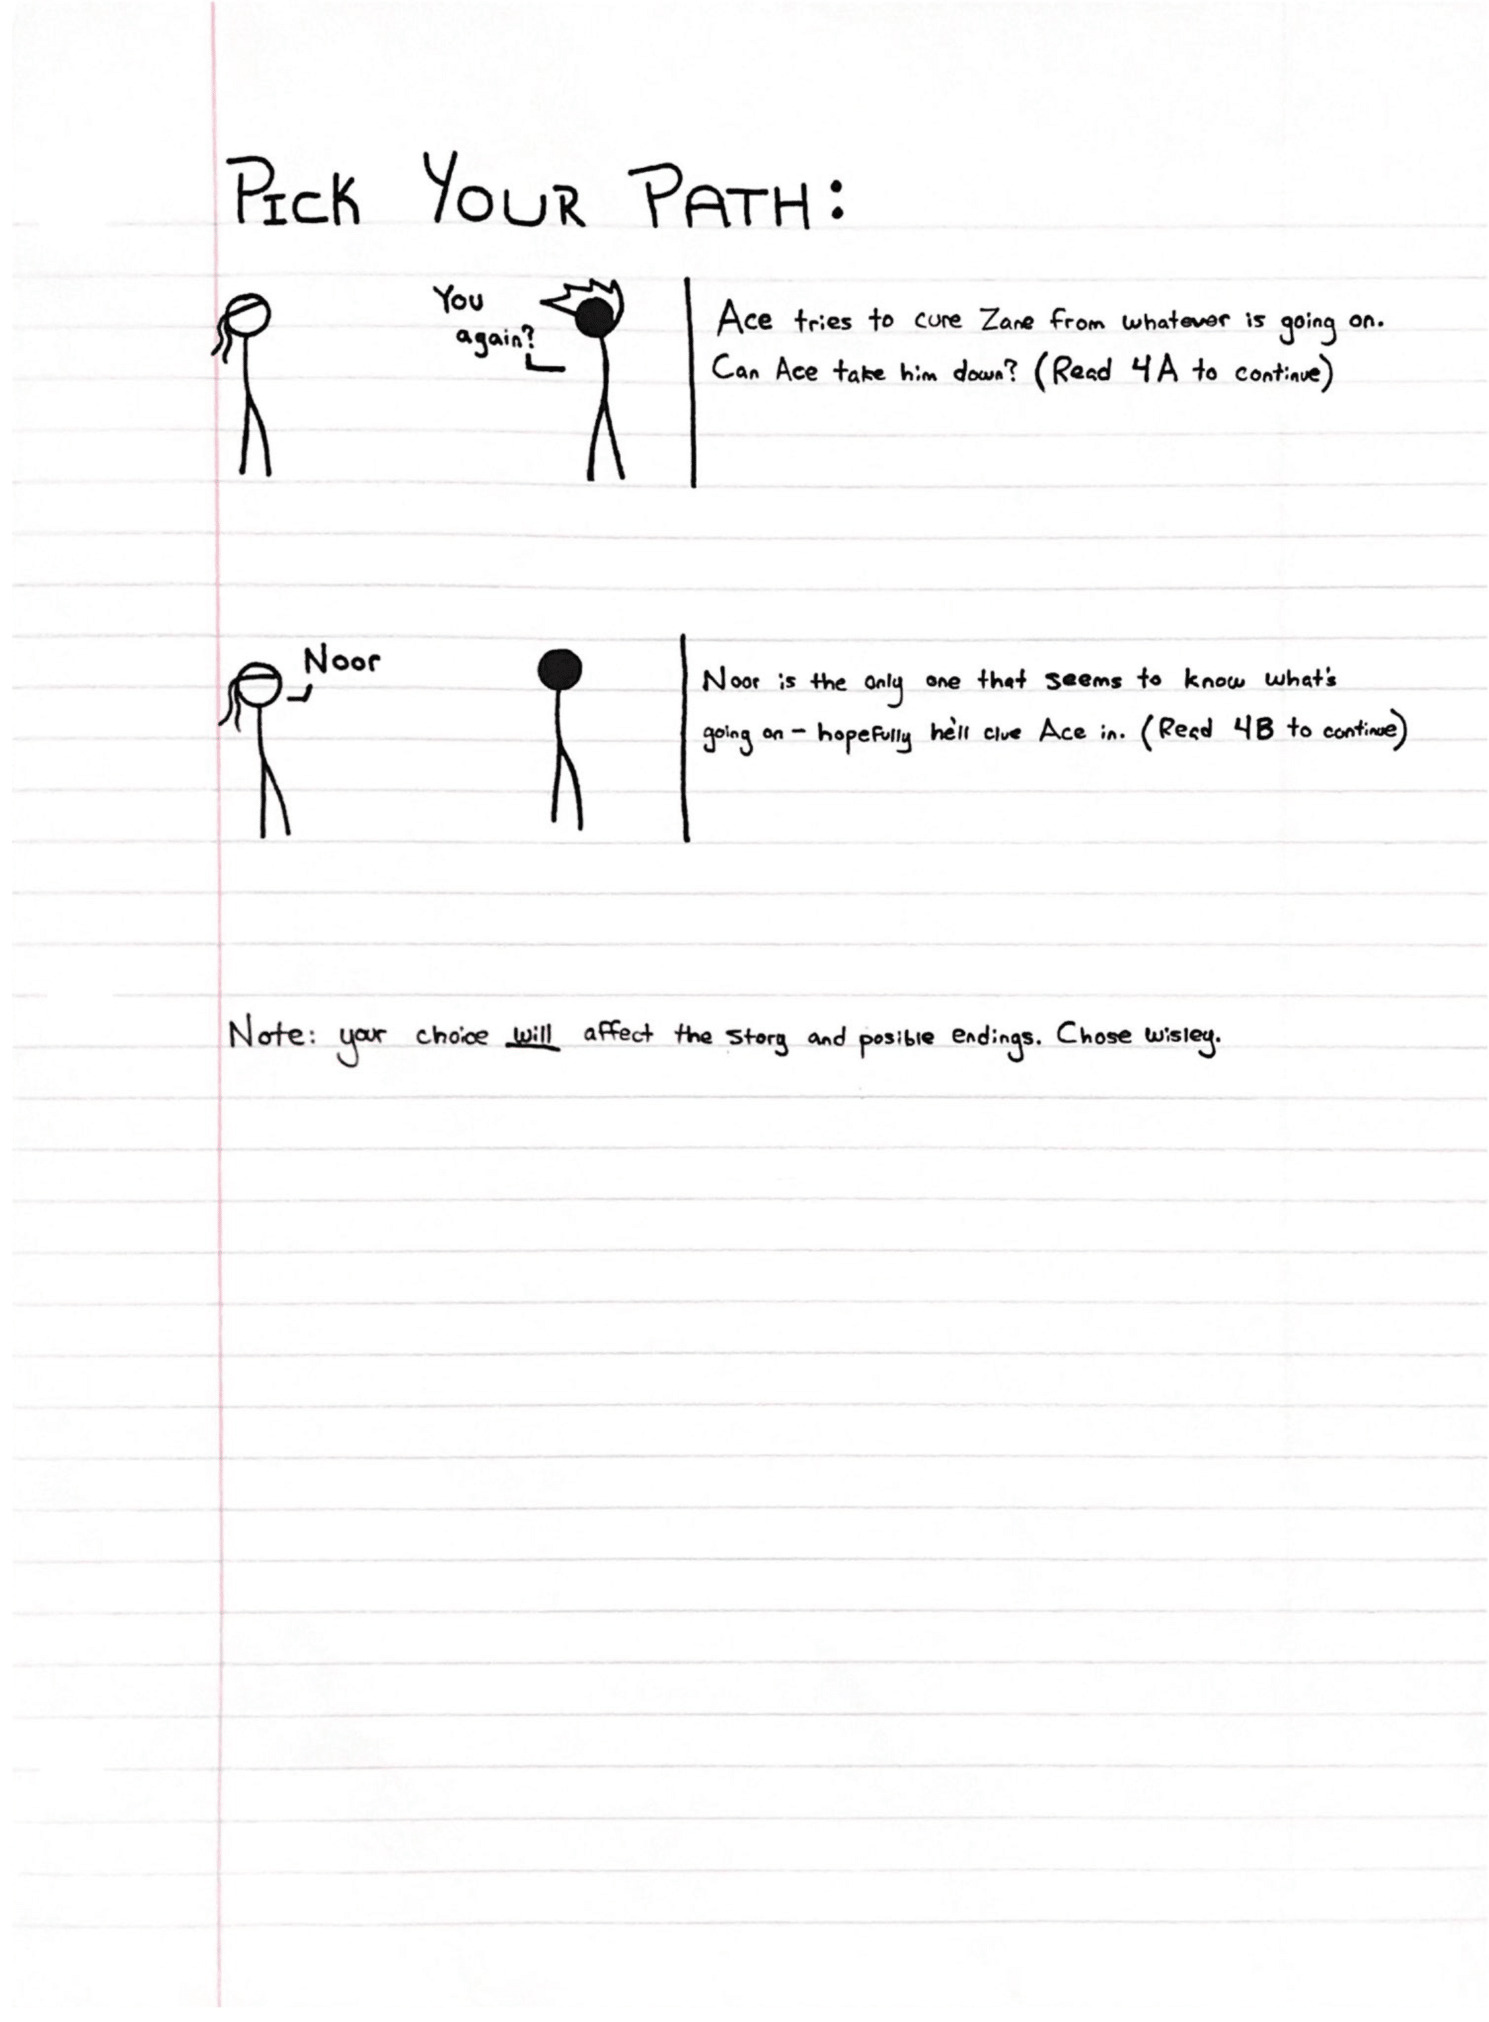 PICK YOUR PATH:
You
again?
Ace tries to cure Zane from whatever is going on.
Can Ace take him down? (Read 4A to continue)
Noor
Noor is the only one that seems to know what's
going on - hopefully he'll clue Ace in. (Read 4B to continue)
Note: your choice will affect the story and posible endings. Chose wisley.